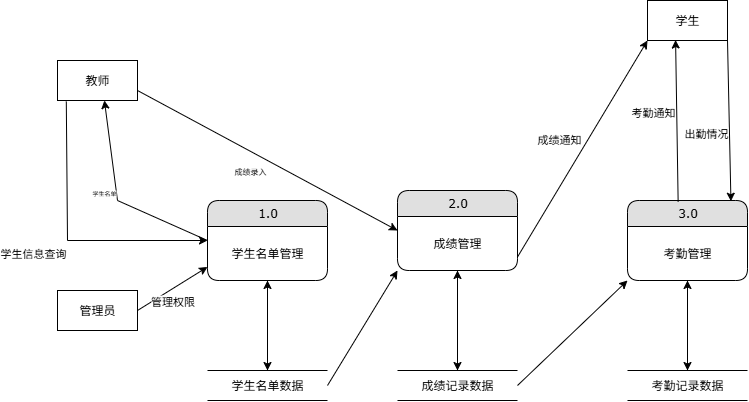 学生
教师
考勤通知
出勤情况
成绩通知
成绩录入
学生名单
1.0
学生名单管理
2.0
成绩管理
3.0
考勤管理
学生信息查询
管理员
管理权限
学生名单数据
成绩记录数据
考勤记录数据